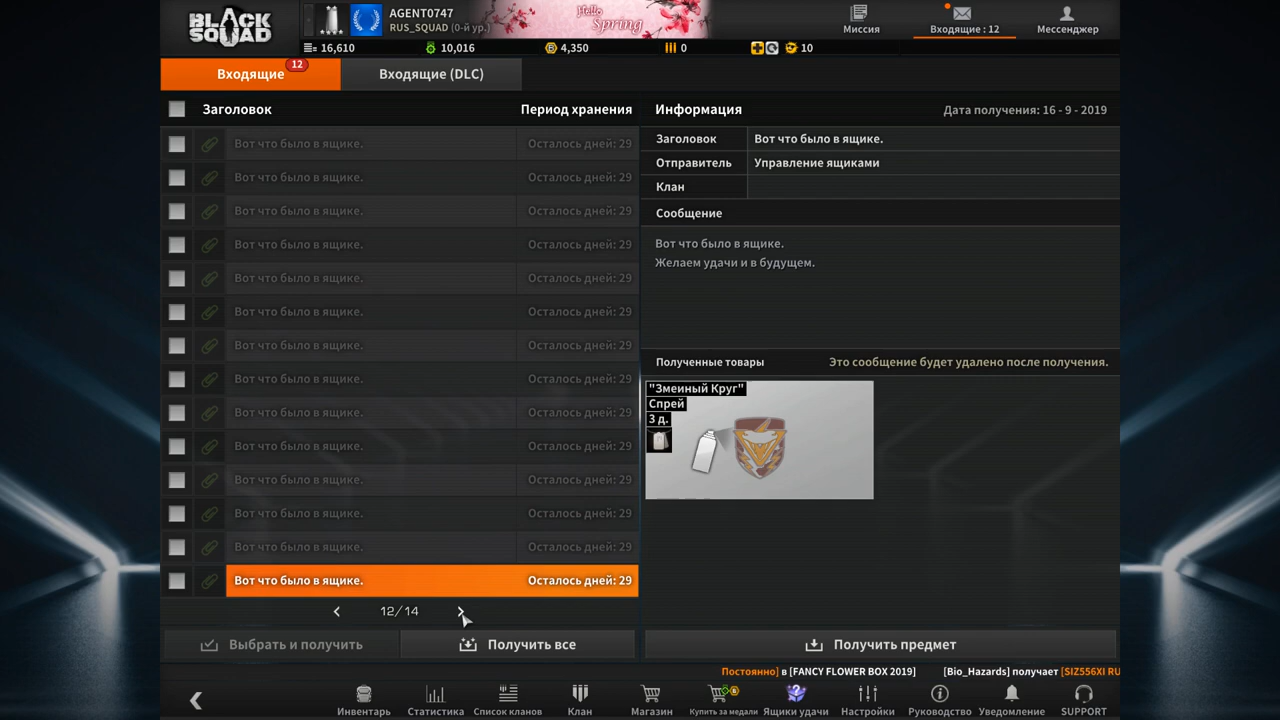 BLACK SQUAD
AGENT0747
RUS_SQUAD (0-й ур.)
Hello Spring
Миссия
Входящие : 12
Мессенджер
16,610
10,016
4,350
0
10
Входящие
12
Входящие (DLC)
Заголовок
Период хранения
Вот что было в ящике. Осталось дней: 29
Вот что было в ящике. Осталось дней: 29
Вот что было в ящике. Осталось дней: 29
Вот что было в ящике. Осталось дней: 29
Вот что было в ящике. Осталось дней: 29
Вот что было в ящике. Осталось дней: 29
Вот что было в ящике. Осталось дней: 29
Вот что было в ящике. Осталось дней: 29
Вот что было в ящике. Осталось дней: 29
Вот что было в ящике. Осталось дней: 29
Вот что было в ящике. Осталось дней: 29
Вот что было в ящике. Осталось дней: 29
Вот что было в ящике. Осталось дней: 29
Вот что было в ящике. Осталось дней: 29
12/14
Выбрать и получить
Получить все
Информация
Дата получения: 16 - 9 - 2019
Заголовок Вот что было в ящике.
Отправитель Управление ящиками
Клан
Сообщение
Вот что было в ящике.
Желаем удачи и в будущем.
Полученные товары
Это сообщение будет удалено после получения.
"Змеиный Круг"
Спрей
3 д.
Получить предмет
Постоянно] в [FANCY FLOWER BOX 2019] [Bio_Hazards] получает [SIZ556XI RU
Инвентарь
Статистика
Список кланов
Клан
Магазин
Купить за медали
Ящики удачи
Настройки
Руководство
Уведомление
SUPPORT